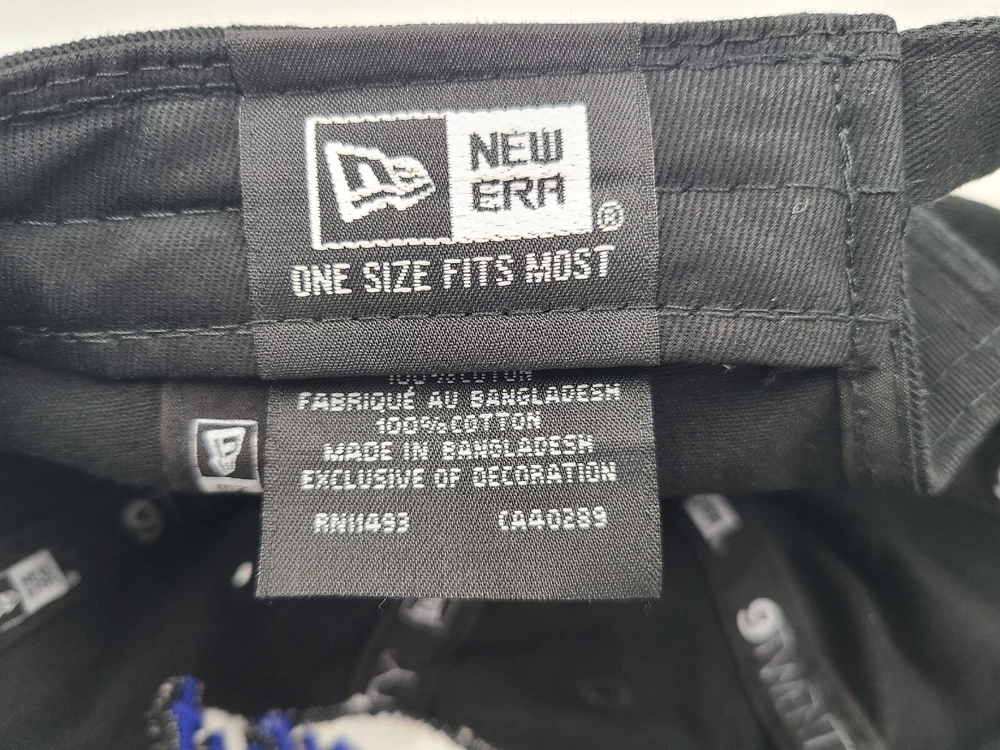 NEW
ERA
®
ONE SIZE FITS MOST
FABRIQUÉ AU BANGLADESH
100%COTTON
MADE IN BANGLADESH
EXCLUSIVE OF DECORATION
RN11493 CA40289
9TWENTY